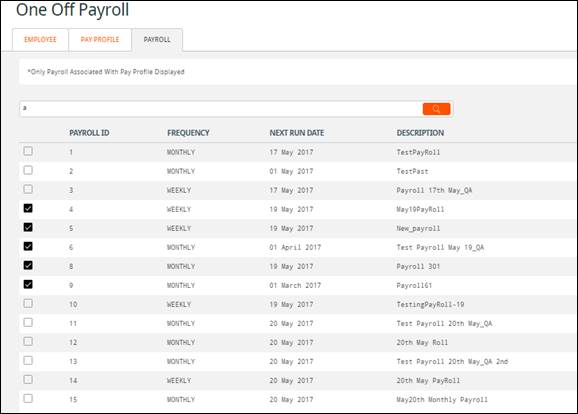 One Off Payroll
EMPLOYEE PAY PROFILE PAYROLL
*Only Payroll Associated With Pay Profile Displayed
a
PAYROLL ID FREQUENCY NEXT RUN DATE DESCRIPTION
1 MONTHLY 17 May 2017 TestPayRoll
2 MONTHLY 01 May 2017 TestPast
3 WEEKLY 17 May 2017 Payroll 17th May_QA
4 WEEKLY 19 May 2017 May19PayRoll
5 WEEKLY 19 May 2017 New_payroll
6 MONTHLY 01 April 2017 Test Payroll May 19_QA
8 MONTHLY 19 May 2017 Payroll 301
9 MONTHLY 01 March 2017 Payroll61
10 WEEKLY 19 May 2017 TestingPayRoll-19
11 MONTHLY 20 May 2017 Test Payroll 20th May_QA
12 MONTHLY 20 May 2017 20th May Roll
13 MONTHLY 20 May 2017 Test Payroll 20th May_QA 2nd
14 WEEKLY 20 May 2017 20th May PayRoll
15 MONTHLY 20 May 2017 May20th Monthly Payroll